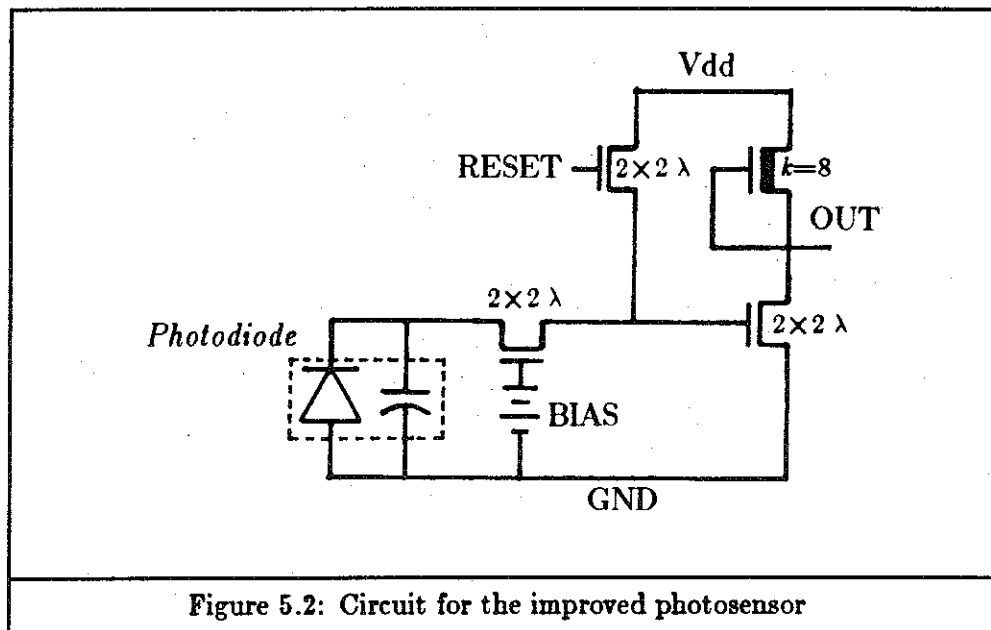 Vdd
RESET
2×2 λ
k=8
OUT
2×2 λ
2×2 λ
Photodiode
BIAS
GND
Figure 5.2: Circuit for the improved photosensor